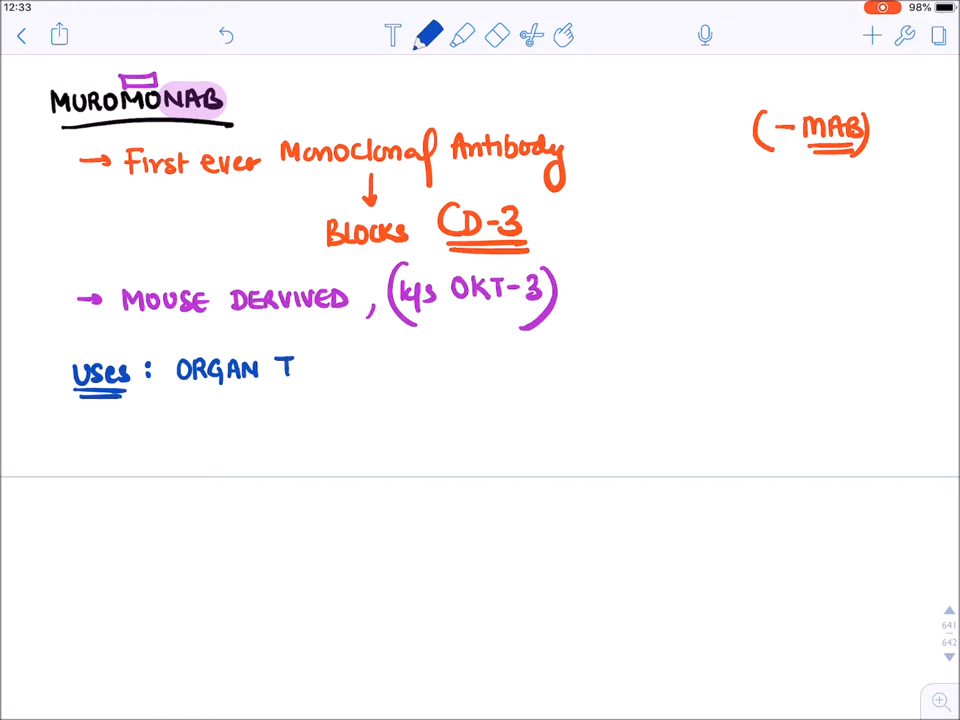 12:33
98%
MUROMONAB
(-MAB)
→ First ever Monoclonal Antibody
↓
BLOCKS CD-3
→ MOUSE DERVIVED, (k/s OKT-3)
Uses : ORGAN T
641
642